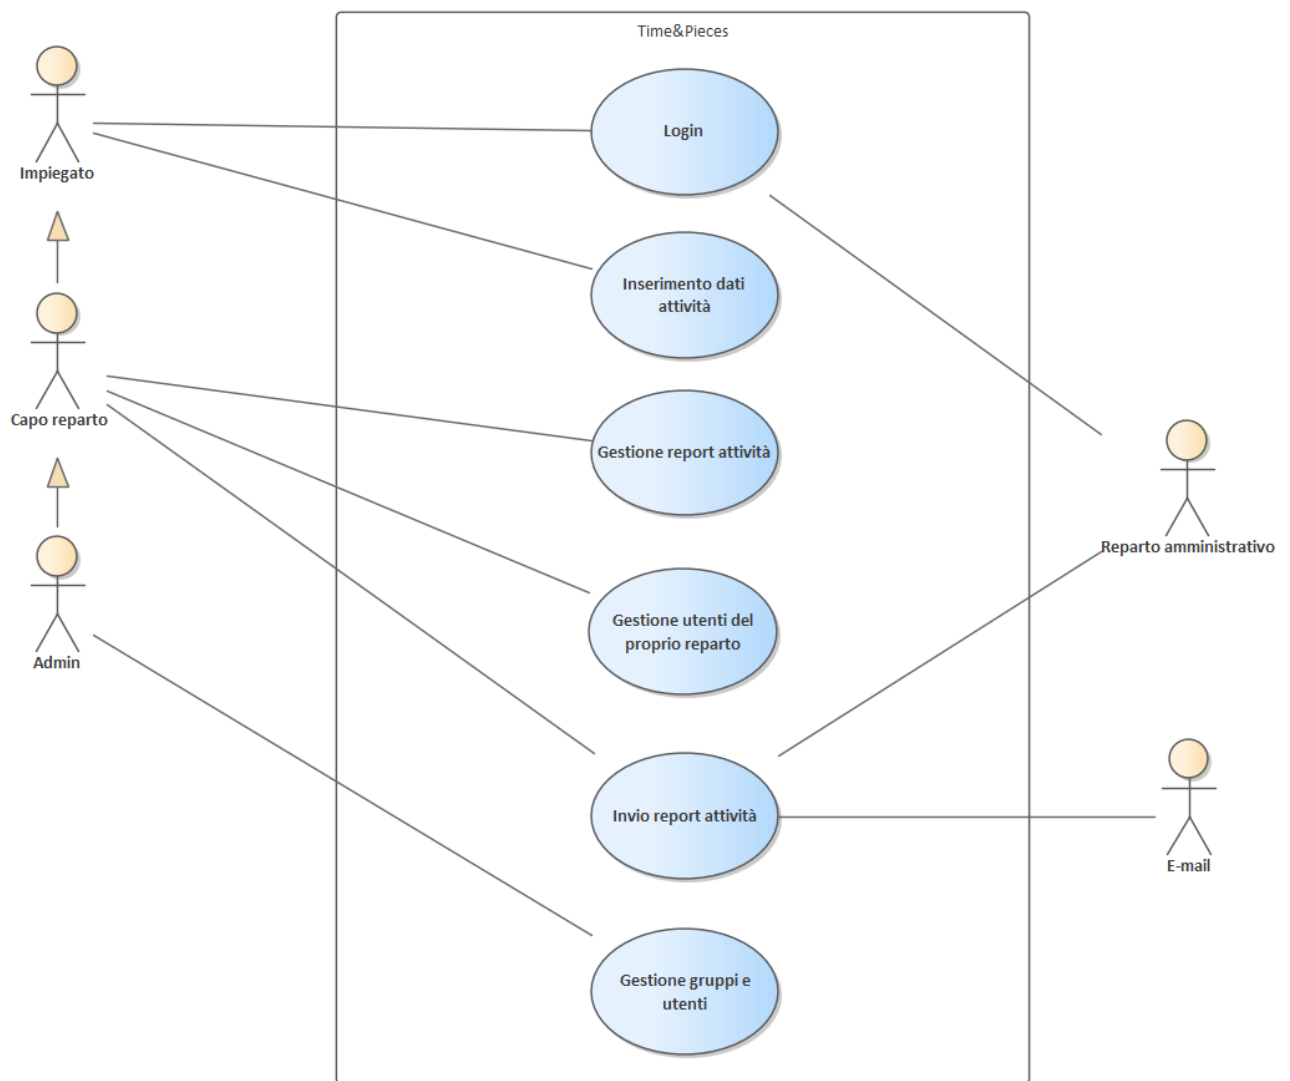 Time&Pieces
Login
Impiegato
Inserimento dati
attività
Capo reparto
Gestione report attività
Reparto amministrativo
Gestione utenti del
proprio reparto
Admin
Invio report attività
E-mail
Gestione gruppi e
utenti